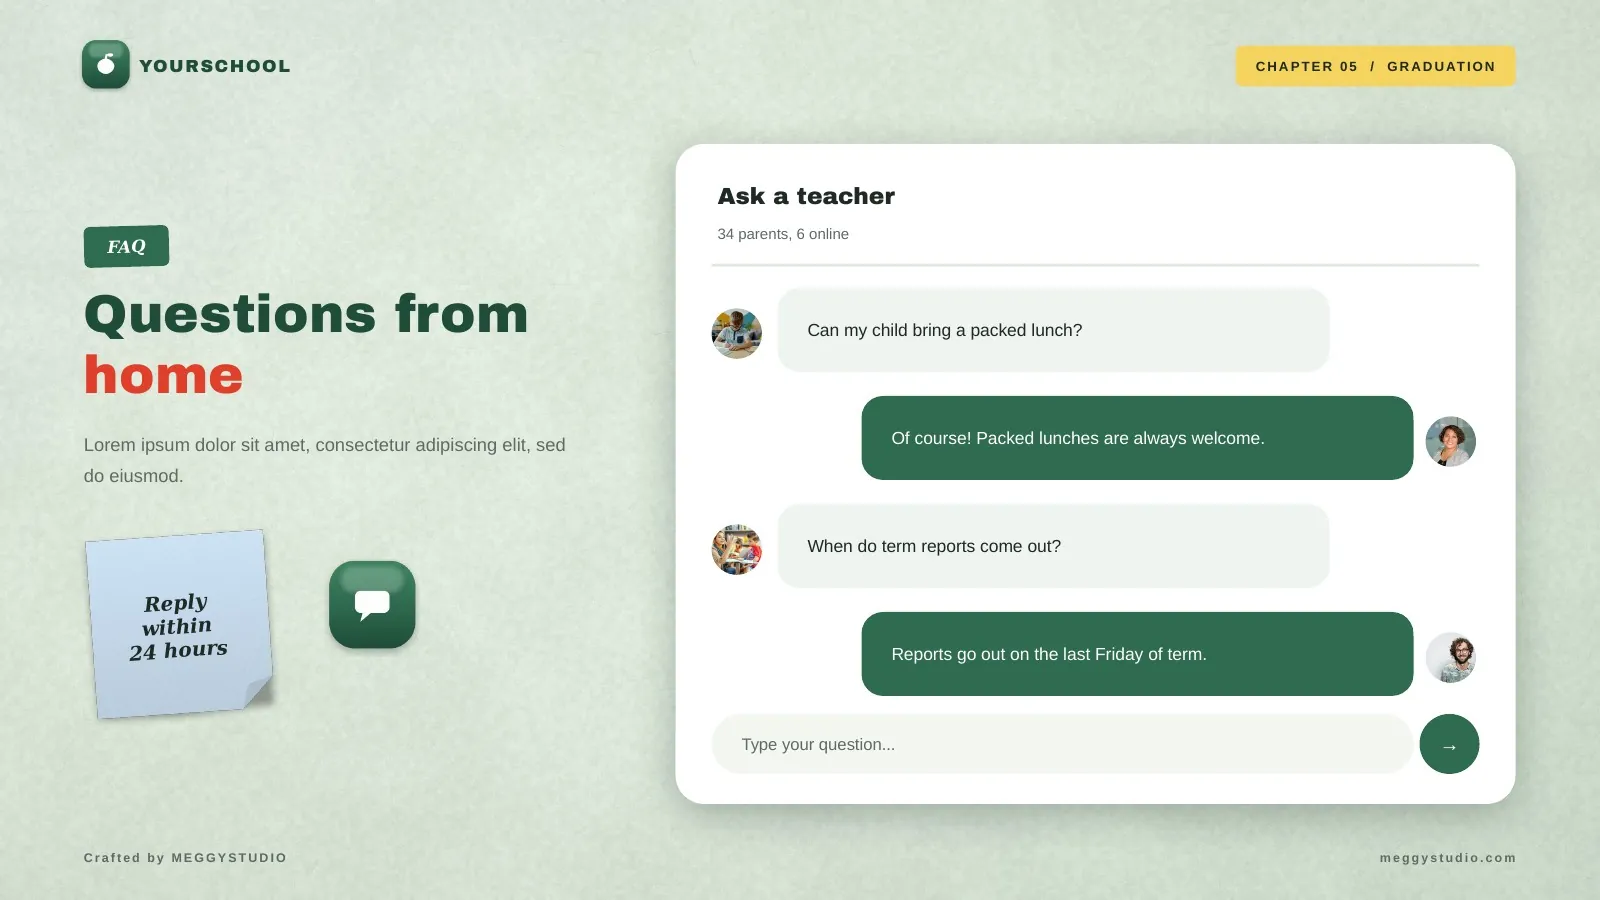 YOURSCHOOL
CHAPTER 05 / GRADUATION
FAQ
Questions from
home
Lorem ipsum dolor sit amet, consectetur adipiscing elit, sed
do eiusmod.
Reply
within
24 hours
Ask a teacher
34 parents, 6 online
Can my child bring a packed lunch?
Of course! Packed lunches are always welcome.
When do term reports come out?
Reports go out on the last Friday of term.
Type your question...
→
Crafted by MEGGYSTUDIO
meggystudio.com